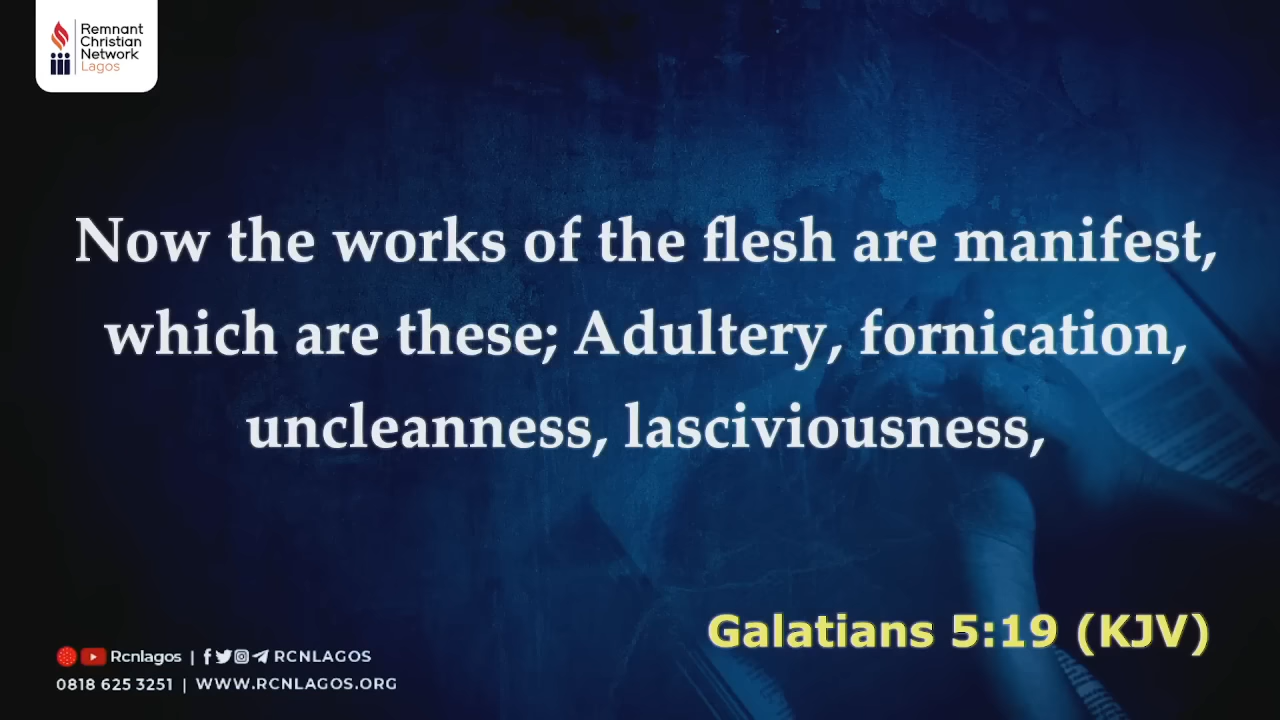 Remnant
Christian
Network
Lagos
Now the works of the flesh are manifest,
which are these; Adultery, fornication,
uncleanness, lasciviousness,
Galatians 5:19 (KJV)
Rcnlagos | RCNLAGOS
0818 625 3251 | WWW.RCNLAGOS.ORG